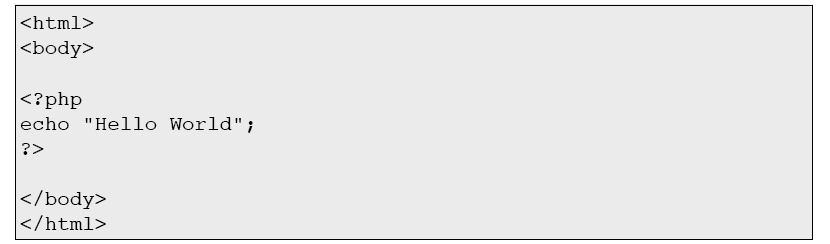 <html>
<body>

<?php
echo "Hello World";
?>

</body>
</html>